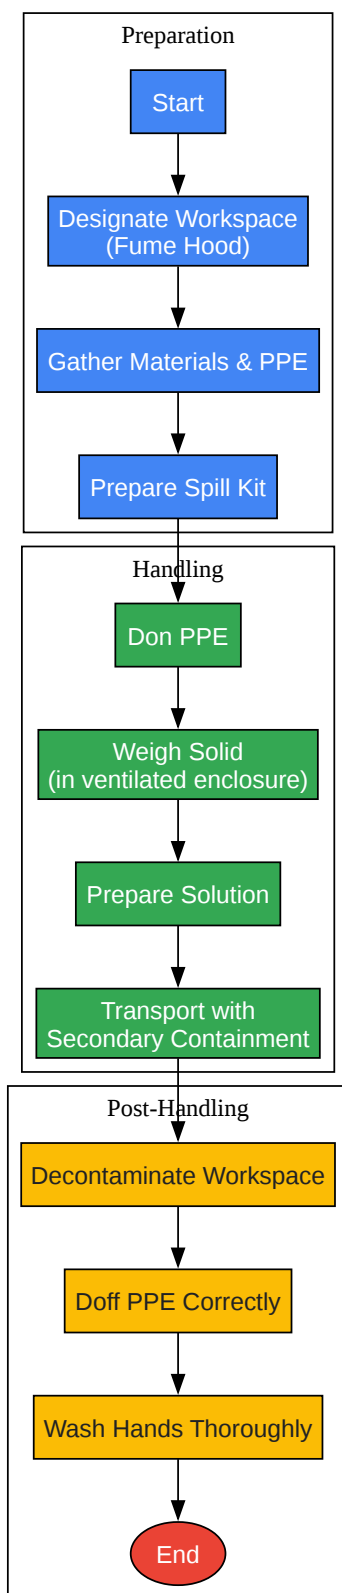 Preparation
Start
Designate Workspace
(Fume Hood)
Gather Materials & PPE
Prepare Spill Kit
Handling
Don PPE
Weigh Solid
(in ventilated enclosure)
Prepare Solution
Transport with
Secondary Containment
Post-Handling
Decontaminate Workspace
Doff PPE Correctly
Wash Hands Thoroughly
End